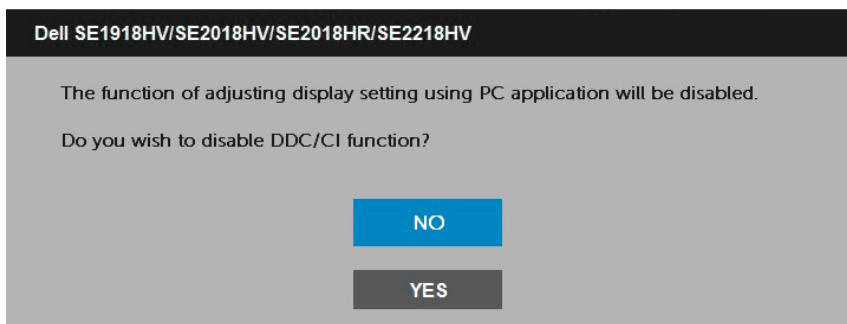 Dell SE1918HV/SE2018HV/SE2018HR/SE2218HV
The function of adjusting display setting using PC application will be disabled.
Do you wish to disable DDC/CI function?
NO
YES